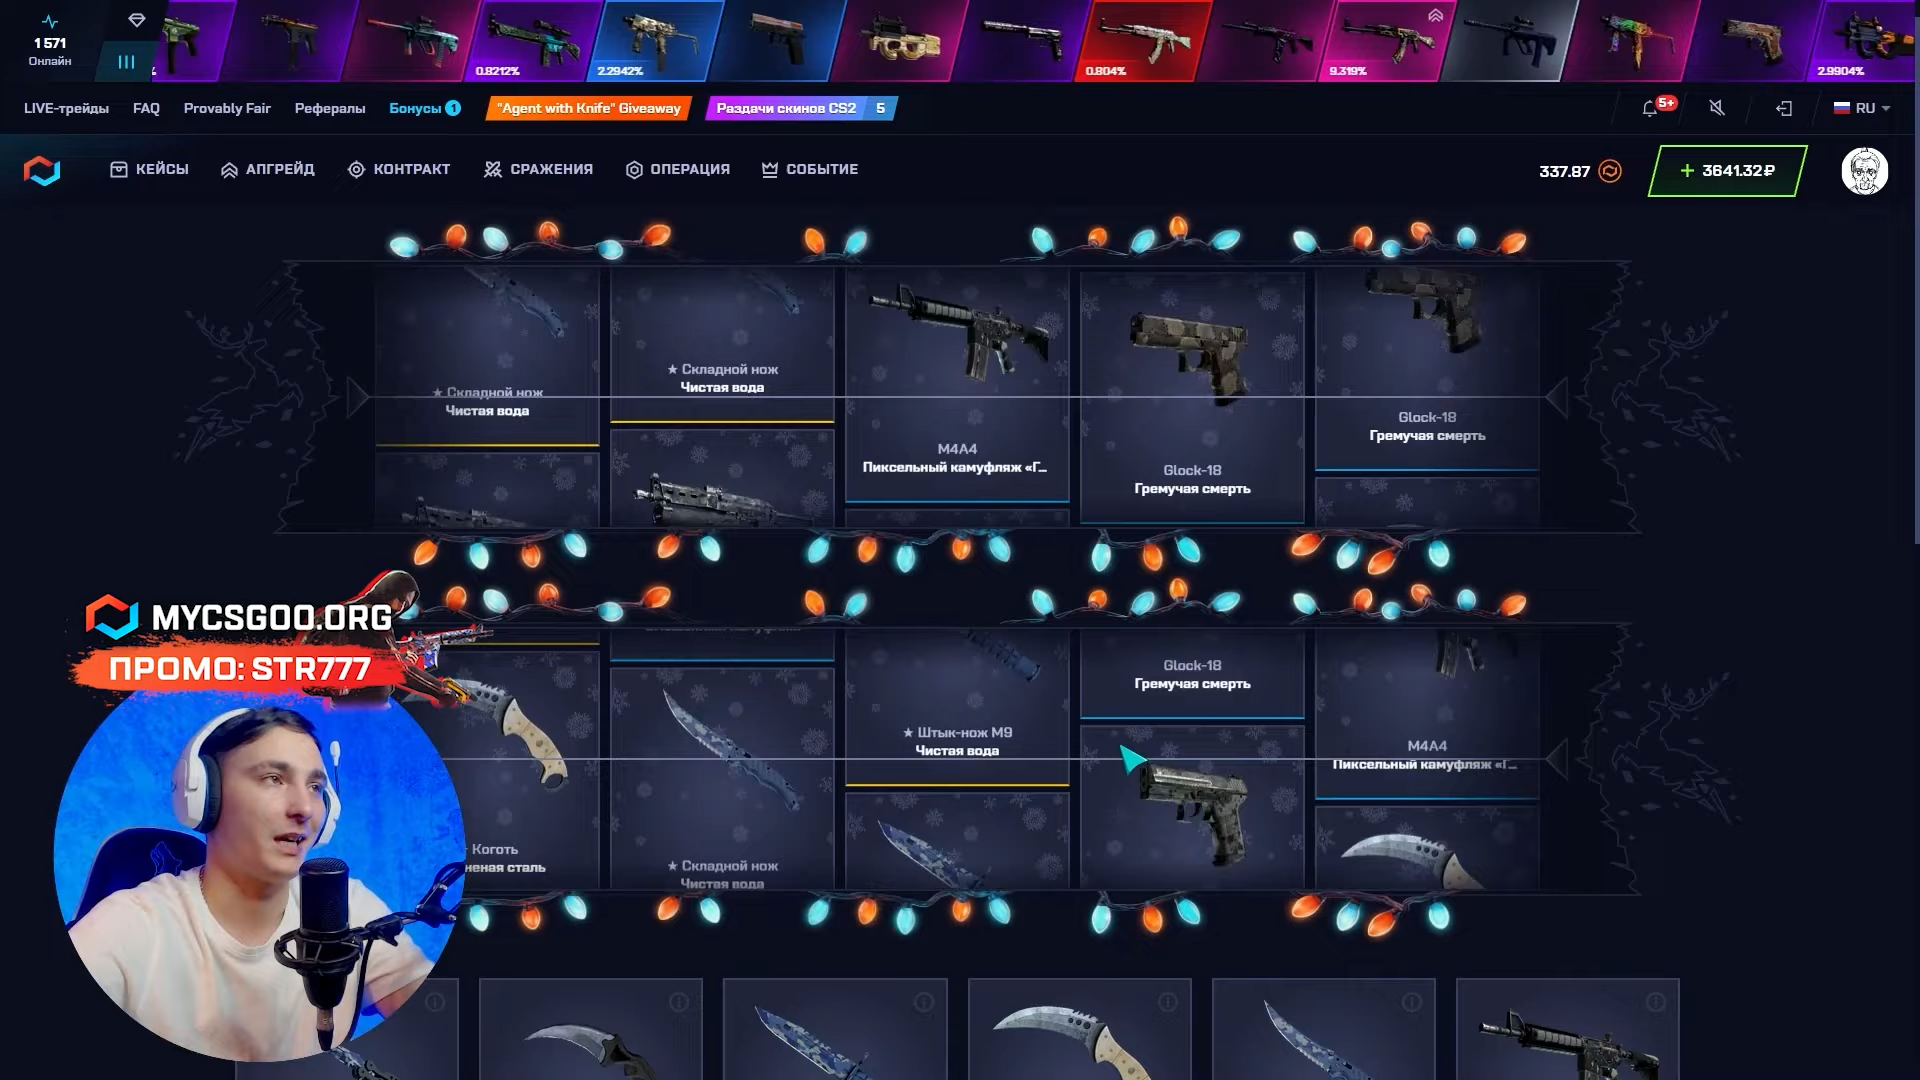 1 571
Онлайн
0.8212%
2.2942%
0.804%
9.319%
2.9904%
LIVE-трейды
FAQ
Provably Fair
Рефералы
Бонусы 1
"Agent with Knife" Giveaway
Раздачи скинов CS2 5
5+
RU
КЕЙСЫ
АПГРЕЙД
КОНТРАКТ
СРАЖЕНИЯ
ОПЕРАЦИЯ
СОБЫТИЕ
337.87
+ 3641.32₽
★ Складной нож
Чистая вода
★ Складной нож
Чистая вода
M4A4
Пиксельный камуфляж «Г...
Glock-18
Гремучая смерть
Glock-18
Гремучая смерть
MYCSGOO.ORG
ПРОМО: STR777
Коготь
неная сталь
★ Складной нож
Чистая вода
★ Штык-нож M9
Чистая вода
Glock-18
Гремучая смерть
M4A4
Пиксельный камуфляж «Г...